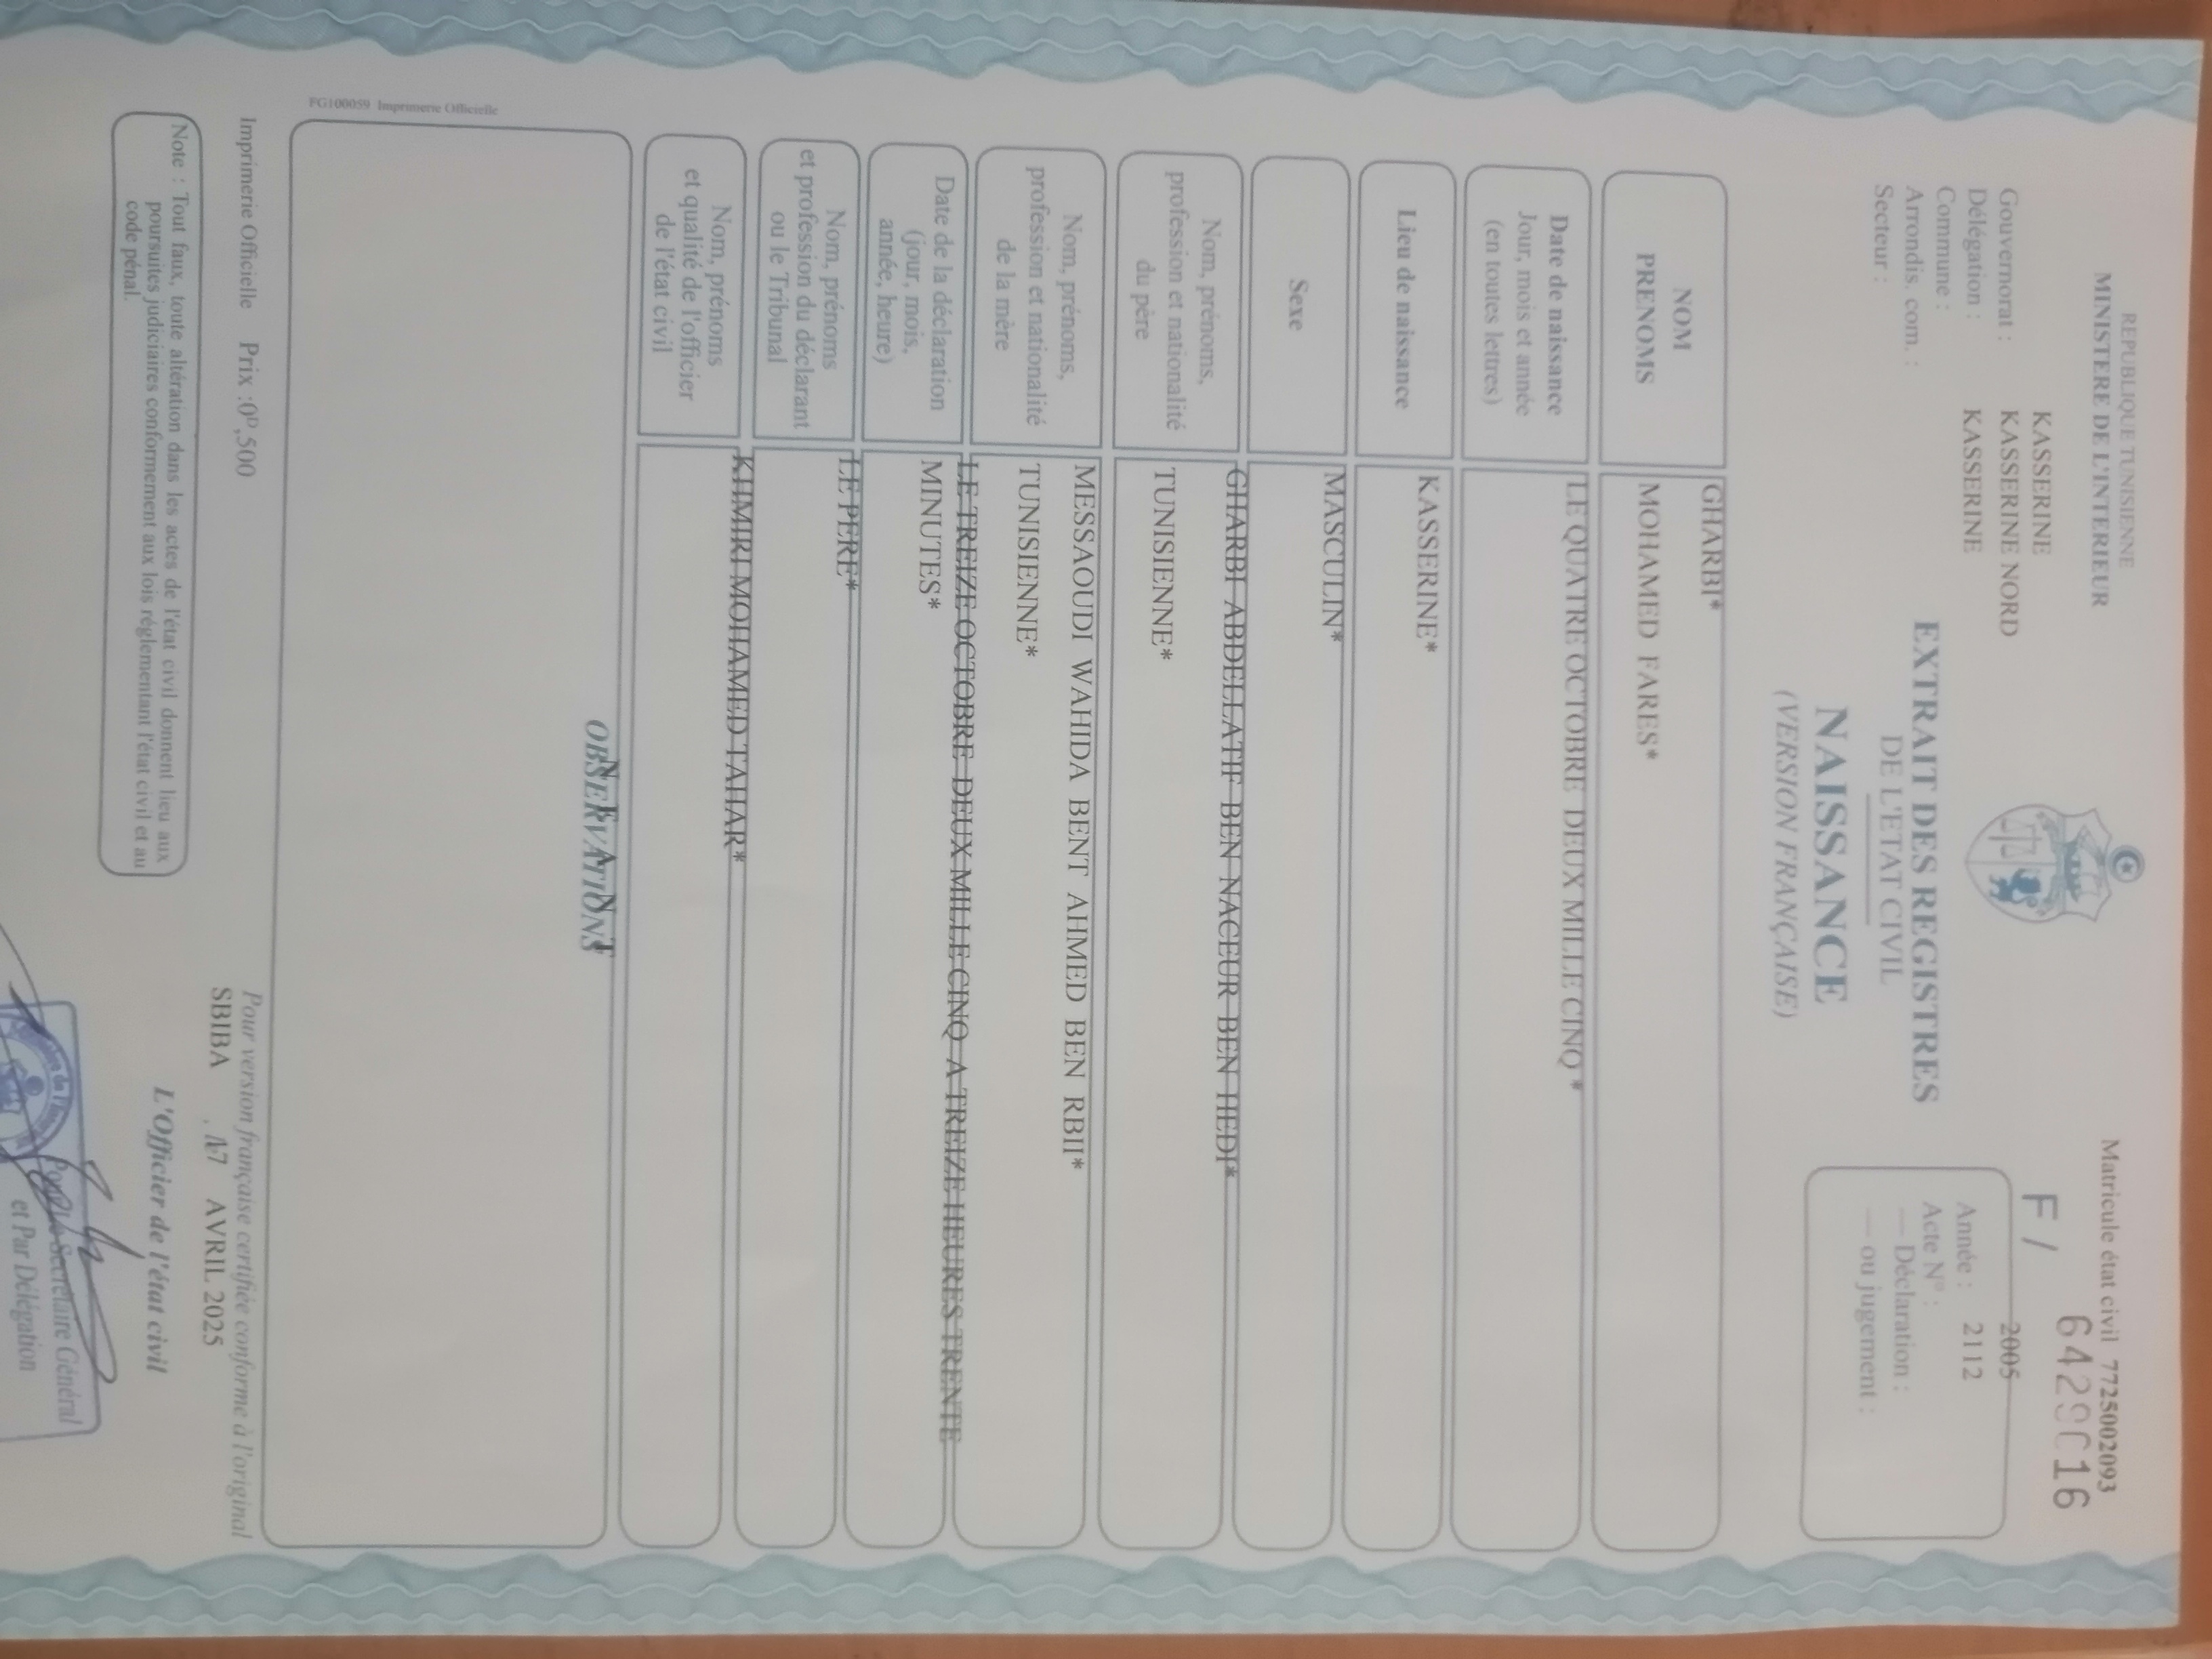 REPUBLIQUE TUNISIENNE
MINISTERE DE L'INTERIEUR
Matricule état civil 7725002093
F / 6429016
KASSERINE
Gouvernorat : KASSERINE NORD
Délégation : KASSERINE
Commune :
Arrondis. com. :
Secteur :
EXTRAIT DES REGISTRES
DE L'ETAT CIVIL
NAISSANCE
(VERSION FRANÇAISE)
2005
Année : 2112
Acte N° :
— Déclaration :
— ou jugement :
NOM
PRENOMS
GHARBI*
MOHAMED FARES*
Date de naissance
Jour, mois et année
(en toutes lettres)
LE QUATRE OCTOBRE DEUX MILLE CINQ*
Lieu de naissance
KASSERINE*
Sexe
MASCULIN*
Nom, prénoms,
profession et nationalité
du père
GHARBI ABDELLATIF BEN NACEUR BEN HEDI*
TUNISIENNE*
Nom, prénoms,
profession et nationalité
de la mère
MESSAOUDI WAHIDA BENT AHMED BEN RBII*
TUNISIENNE*
Date de la déclaration
(jour, mois,
année, heure)
LE TREIZE OCTOBRE DEUX MILLE CINQ A TREIZE HEURES TRENTE
MINUTES*
Nom, prénoms
et profession du déclarant
ou le Tribunal
LE PERE*
Nom, prénoms
et qualité de l'officier
de l'état civil
KHMIRI MOHAMED TAHAR*
OBSERVATIONS
N E A N T
FG100059 Imprimerie Officielle
Imprimerie Officielle Prix :0ᴰ,500
Pour version française certifiée conforme à l'original
SBIBA , le 7 AVRIL 2025
L'Officier de l'état civil
Note : Tout faux, toute altération dans les actes de l'état civil donnent lieu aux
poursuites judiciaires conformement aux lois réglementant l'état civil et au
code pénal.
Pour Le Secrétaire Général
et Par Délégation